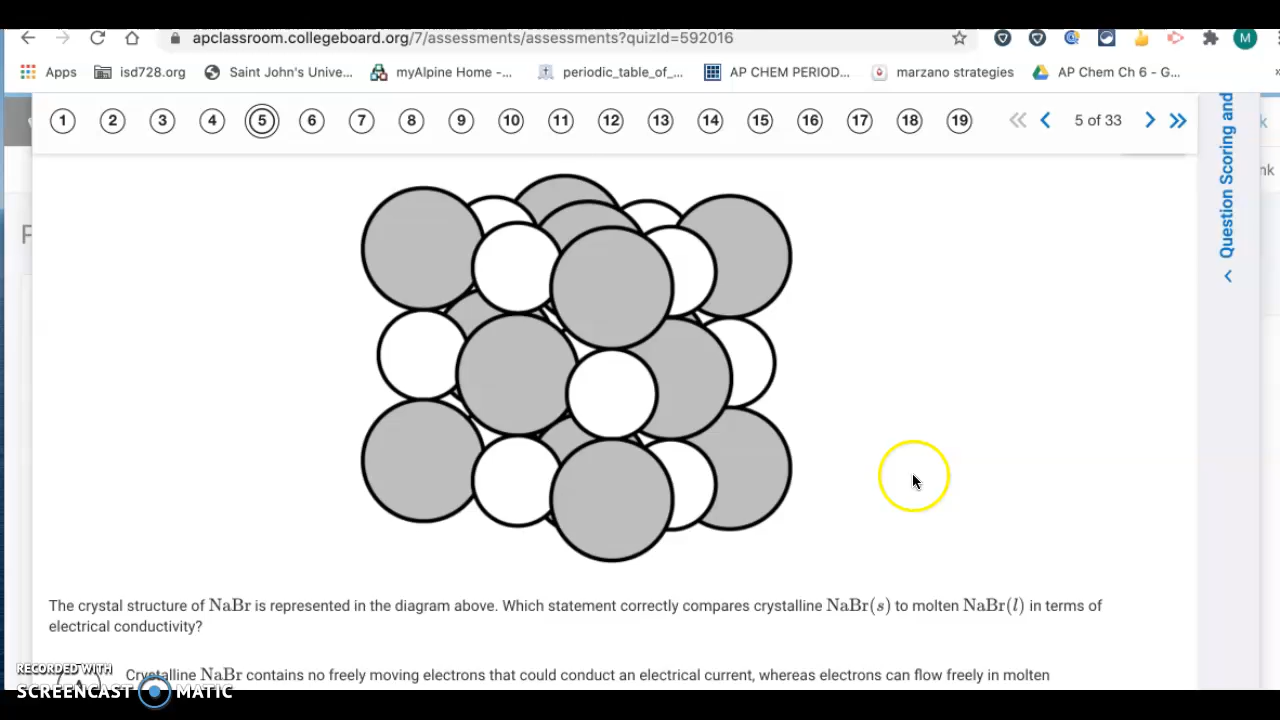 apclassroom.collegeboard.org/7/assessments/assessments?quizId=592016
M
Apps isd728.org Saint John's Unive... myAlpine Home -... periodic_table_of_... AP CHEM PERIOD... marzano strategies AP Chem Ch 6 - G...
1 2 3 4 5 6 7 8 9 10 11 12 13 14 15 16 17 18 19 5 of 33
Question Scoring and
The crystal structure of NaBr is represented in the diagram above. Which statement correctly compares crystalline NaBr(s) to molten NaBr(l) in terms of
electrical conductivity?
Crystalline NaBr contains no freely moving electrons that could conduct an electrical current, whereas electrons can flow freely in molten
RECORDED WITH
SCREENCAST MATIC